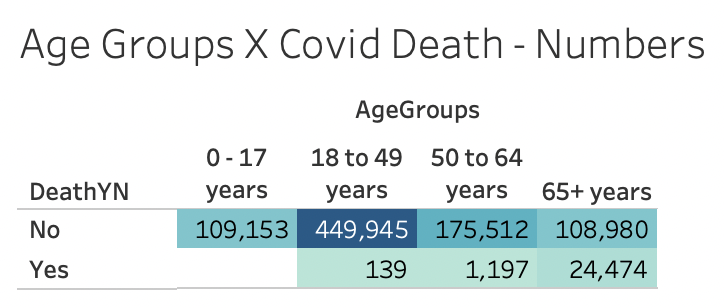 Age Groups X Covid Death - Numbers
AgeGroups
0 - 17 18 to 49 50 to 64
DeathYN years years years 65+ years
No 109,153 449,945 175,512 108,980
Yes 139 1,197 24,474